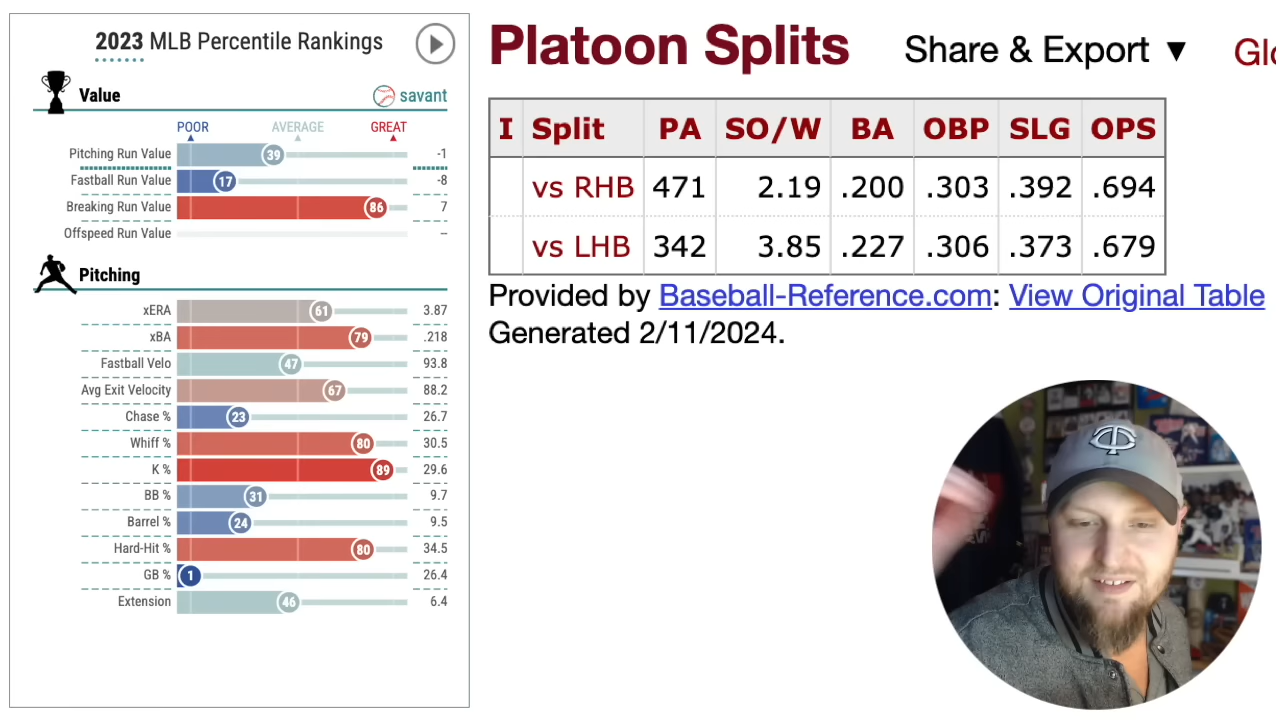 2023 MLB Percentile Rankings
Value
savant
POOR AVERAGE GREAT
Pitching Run Value 39 -1
Fastball Run Value 17 -8
Breaking Run Value 86 7
Offspeed Run Value --
Pitching
xERA 61 3.87
xBA 79 .218
Fastball Velo 47 93.8
Avg Exit Velocity 67 88.2
Chase % 23 26.7
Whiff % 80 30.5
K % 89 29.6
BB % 31 9.7
Barrel % 24 9.5
Hard-Hit % 80 34.5
GB % 1 26.4
Extension 46 6.4
Platoon Splits Share & Export ▼ Glo
I Split PA SO/W BA OBP SLG OPS
vs RHB 471 2.19 .200 .303 .392 .694
vs LHB 342 3.85 .227 .306 .373 .679
Provided by Baseball-Reference.com: View Original Table
Generated 2/11/2024.
TC